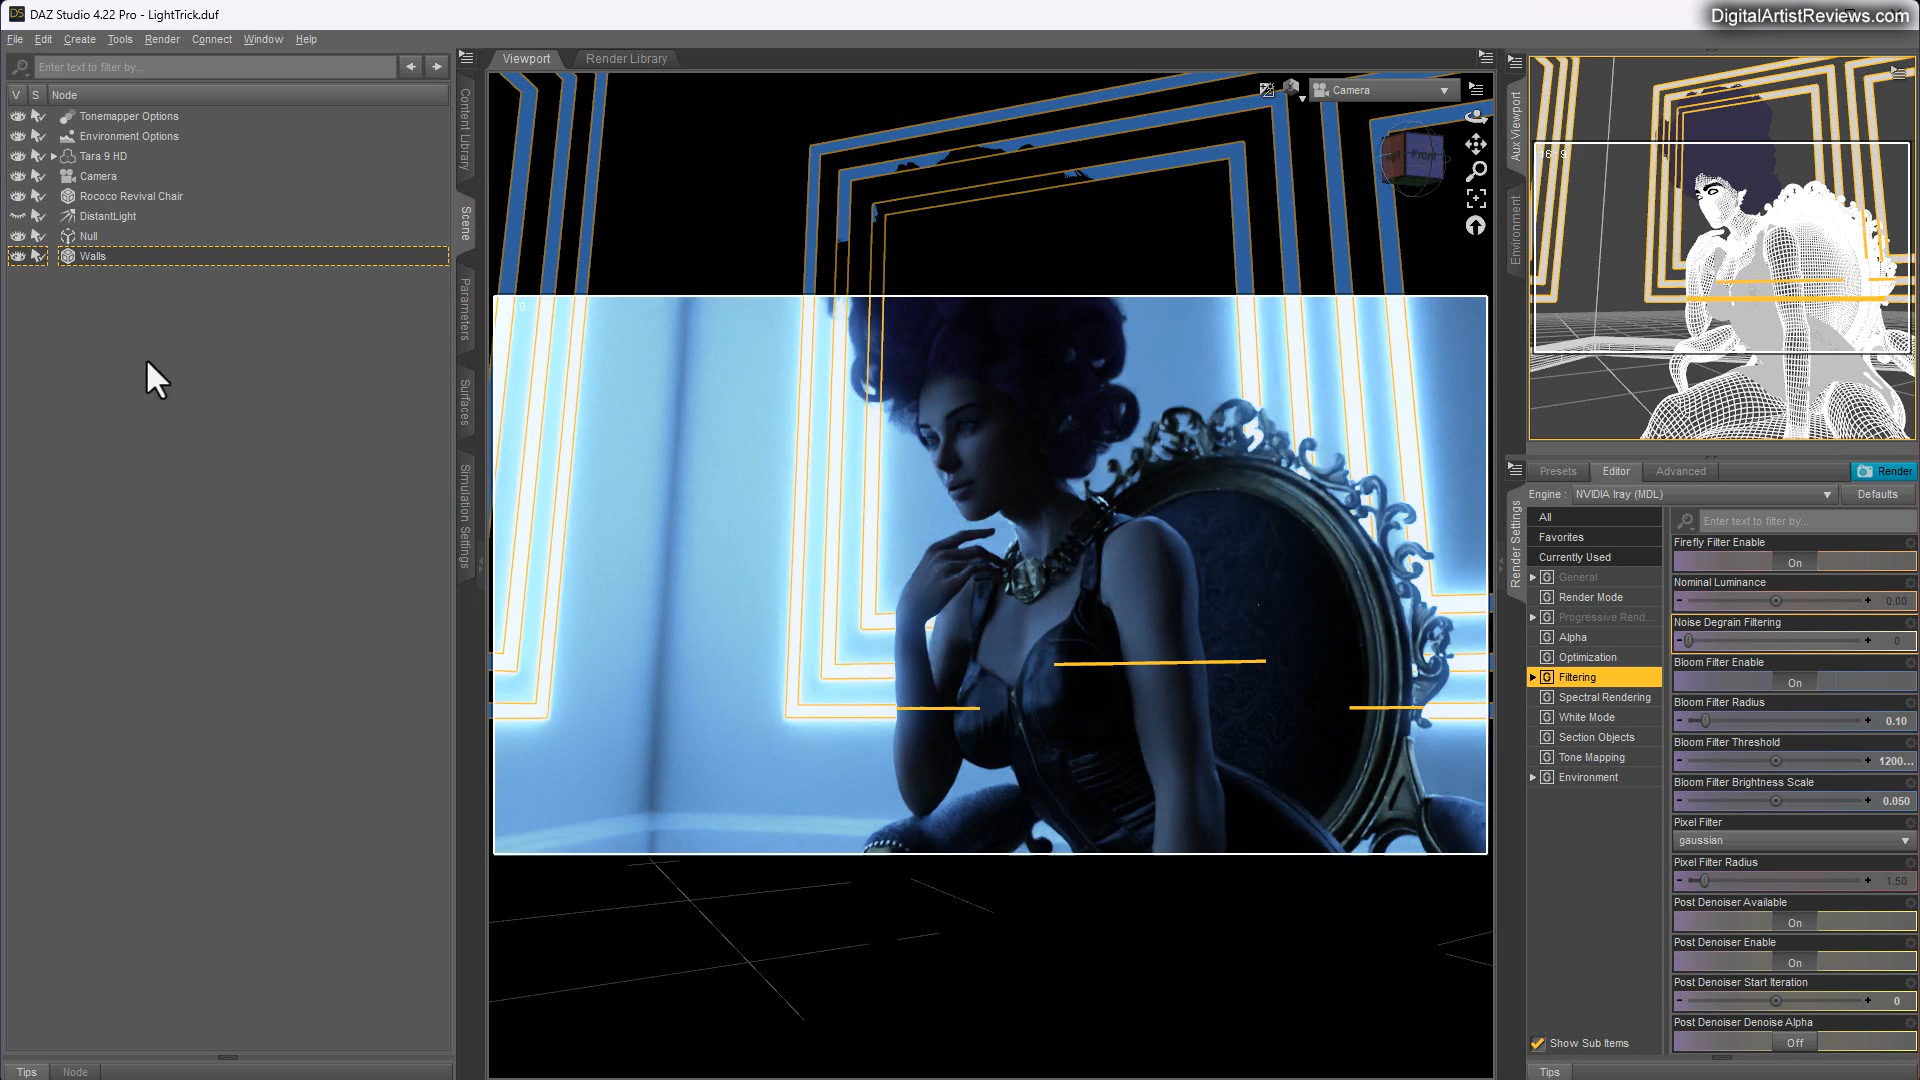 DAZ Studio 4.22 Pro - LightTrick.duf
DigitalArtistReviews.com
File Edit Create Tools Render Connect Window Help
Enter text to filter by...
V S Node
Tonemapper Options
Environment Options
Tara 9 HD
Camera
Rococo Revival Chair
DistantLight
Null
Walls
Tips Node
Content Library
Scene
Parameters
Surfaces
Simulation Settings
Viewport Render Library
Camera
Front
Aux Viewport
Environment
Render Settings
Presets Editor Advanced Render
Engine : NVIDIA Iray (MDL) Defaults
All
Favorites
Currently Used
G General
G Render Mode
G Progressive Rend...
G Alpha
G Optimization
G Filtering
G Spectral Rendering
G White Mode
G Section Objects
G Tone Mapping
G Environment
Show Sub Items
Tips
Enter text to filter by...
Firefly Filter Enable
On
Nominal Luminance
0.00
Noise Degrain Filtering
0
Bloom Filter Enable
On
Bloom Filter Radius
0.10
Bloom Filter Threshold
1200...
Bloom Filter Brightness Scale
0.050
Pixel Filter
gaussian
Pixel Filter Radius
1.50
Post Denoiser Available
On
Post Denoiser Enable
On
Post Denoiser Start Iteration
0
Post Denoiser Denoise Alpha
Off